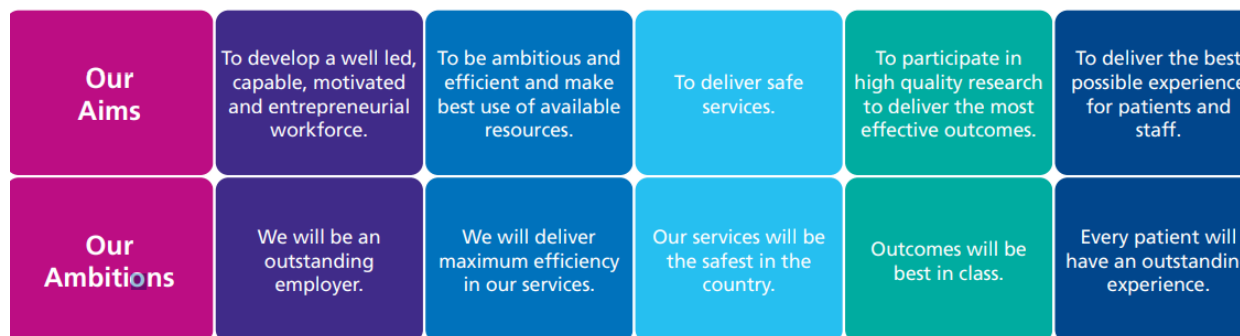 Our
Aims
To develop a well led,
capable, motivated
and entrepreneurial
workforce.
To be ambitious and
efficient and make
best use of available
resources.
To deliver safe
services.
To participate in
high quality research
to deliver the most
effective outcomes.
To deliver the best
possible experience
for patients and
staff.
Our
Ambitions
We will be an
outstanding
employer.
We will deliver
maximum efficiency
in our services.
Our services will be
the safest in the
country.
Outcomes will be
best in class.
Every patient will
have an outstanding
experience.